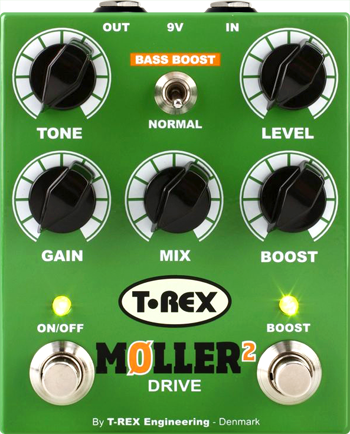 OUT 9V IN
BASS BOOST
NORMAL
TONE LEVEL
GAIN MIX BOOST
T·REX
ON/OFF BOOST
MØLLER²
DRIVE
By T-REX Engineering - Denmark